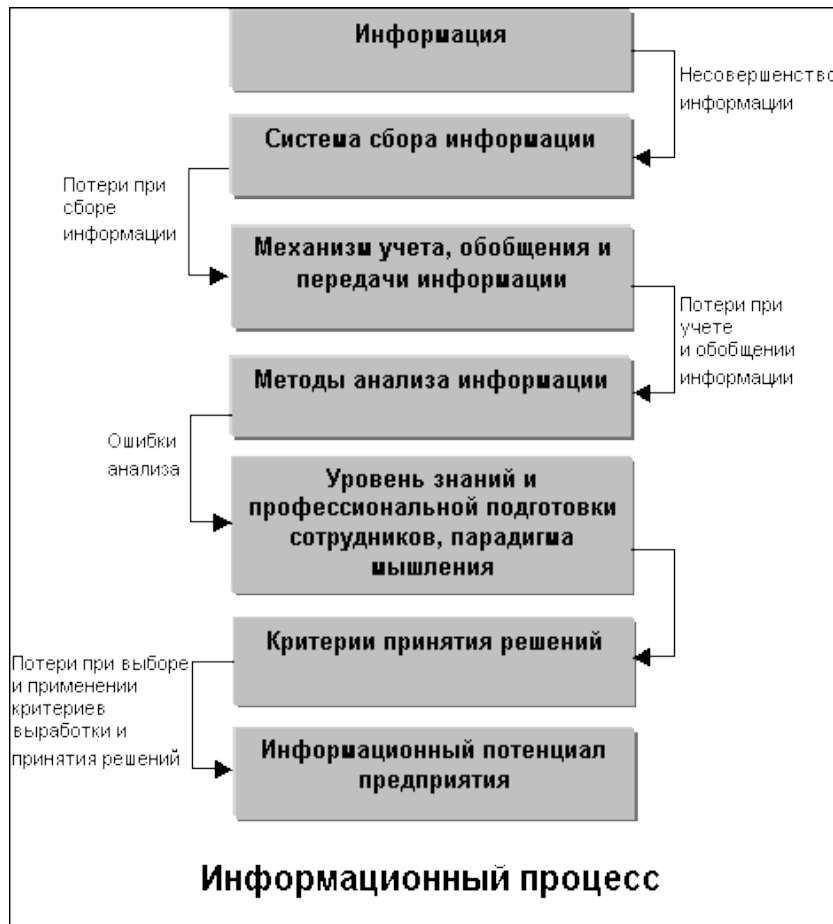 Информация
Несовершенство
информации
Система сбора информации
Потери при
сборе
информации
Механизм учета, обобщения и
передачи информации
Потери при
учете
и обобщении
информации
Методы анализа информации
Ошибки
анализа
Уровень знаний и
профессиональной подготовки
сотрудников, парадигма
мышления
Критерии принятия решений
Потери при выборе
и применении
критериев
выработки и
принятия решений
Информационный потенциал
предприятия
Информационный процесс